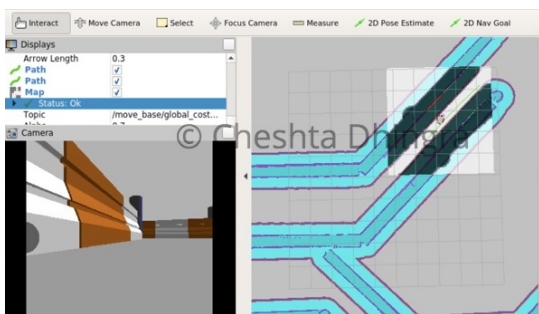 Interact Move Camera Select Focus Camera Measure 2D Pose Estimate 2D Nav Goal
Displays
Arrow Length 0.3
Path
Path
Map
Status: Ok
Topic /move_base/global_cost...
Camera
© Cheshta Dhingra